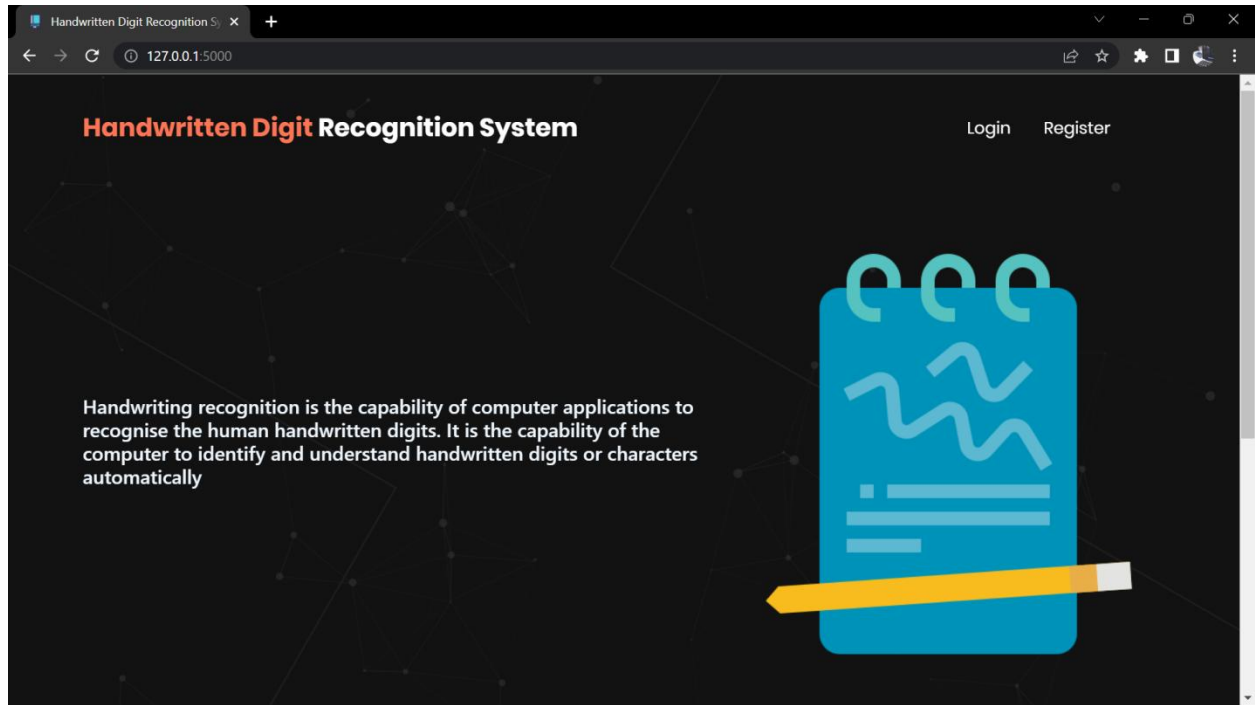 Handwritten Digit Recognition Sy
127.0.0.1:5000
Handwritten Digit Recognition System
Login Register
Handwriting recognition is the capability of computer applications to
recognise the human handwritten digits. It is the capability of the
computer to identify and understand handwritten digits or characters
automatically